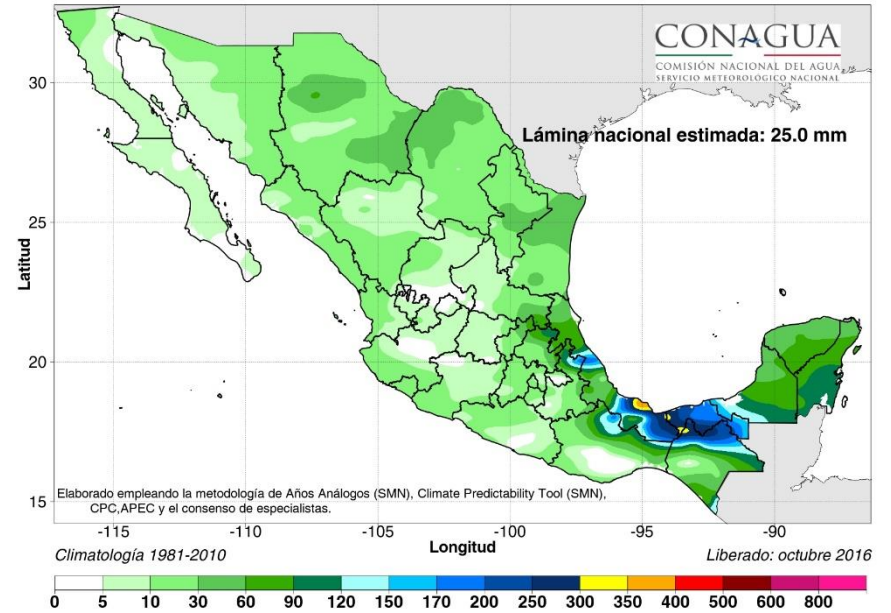 CONAGUA
COMISIÓN NACIONAL DEL AGUA
SERVICIO METEOROLÓGICO NACIONAL
Lámina nacional estimada: 25.0 mm
30
25
20
15
Latitud
Elaborado empleando la metodología de Años Análogos (SMN), Climate Predictability Tool (SMN),
CPC,APEC y el consenso de especialistas.
-115 -110 -105 -100 -95 -90
Longitud
Climatología 1981-2010
Liberado: octubre 2016
0 5 10 30 60 90 120 150 170 200 250 300 350 400 500 600 800